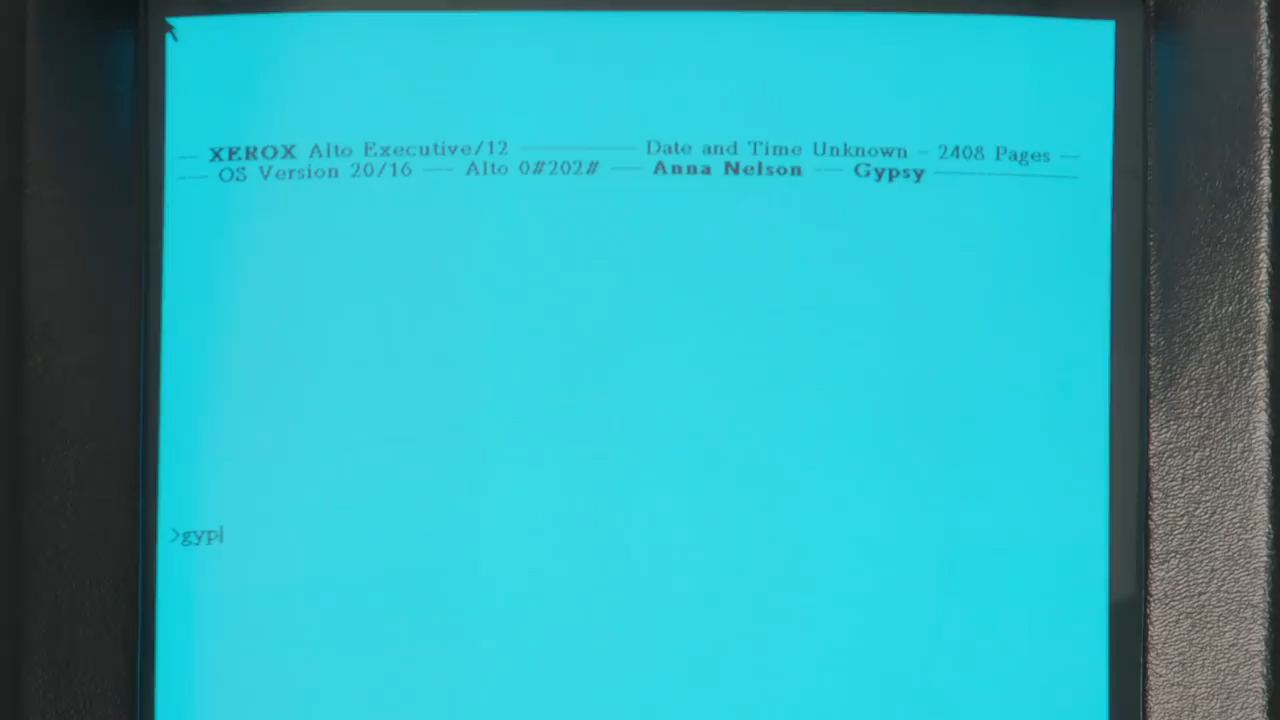 — XEROX Alto Executive/12 ——— Date and Time Unknown – 2408 Pages —
— OS Version 20/16 — Alto 0#202# — Anna Nelson — Gypsy ———
>gyp|